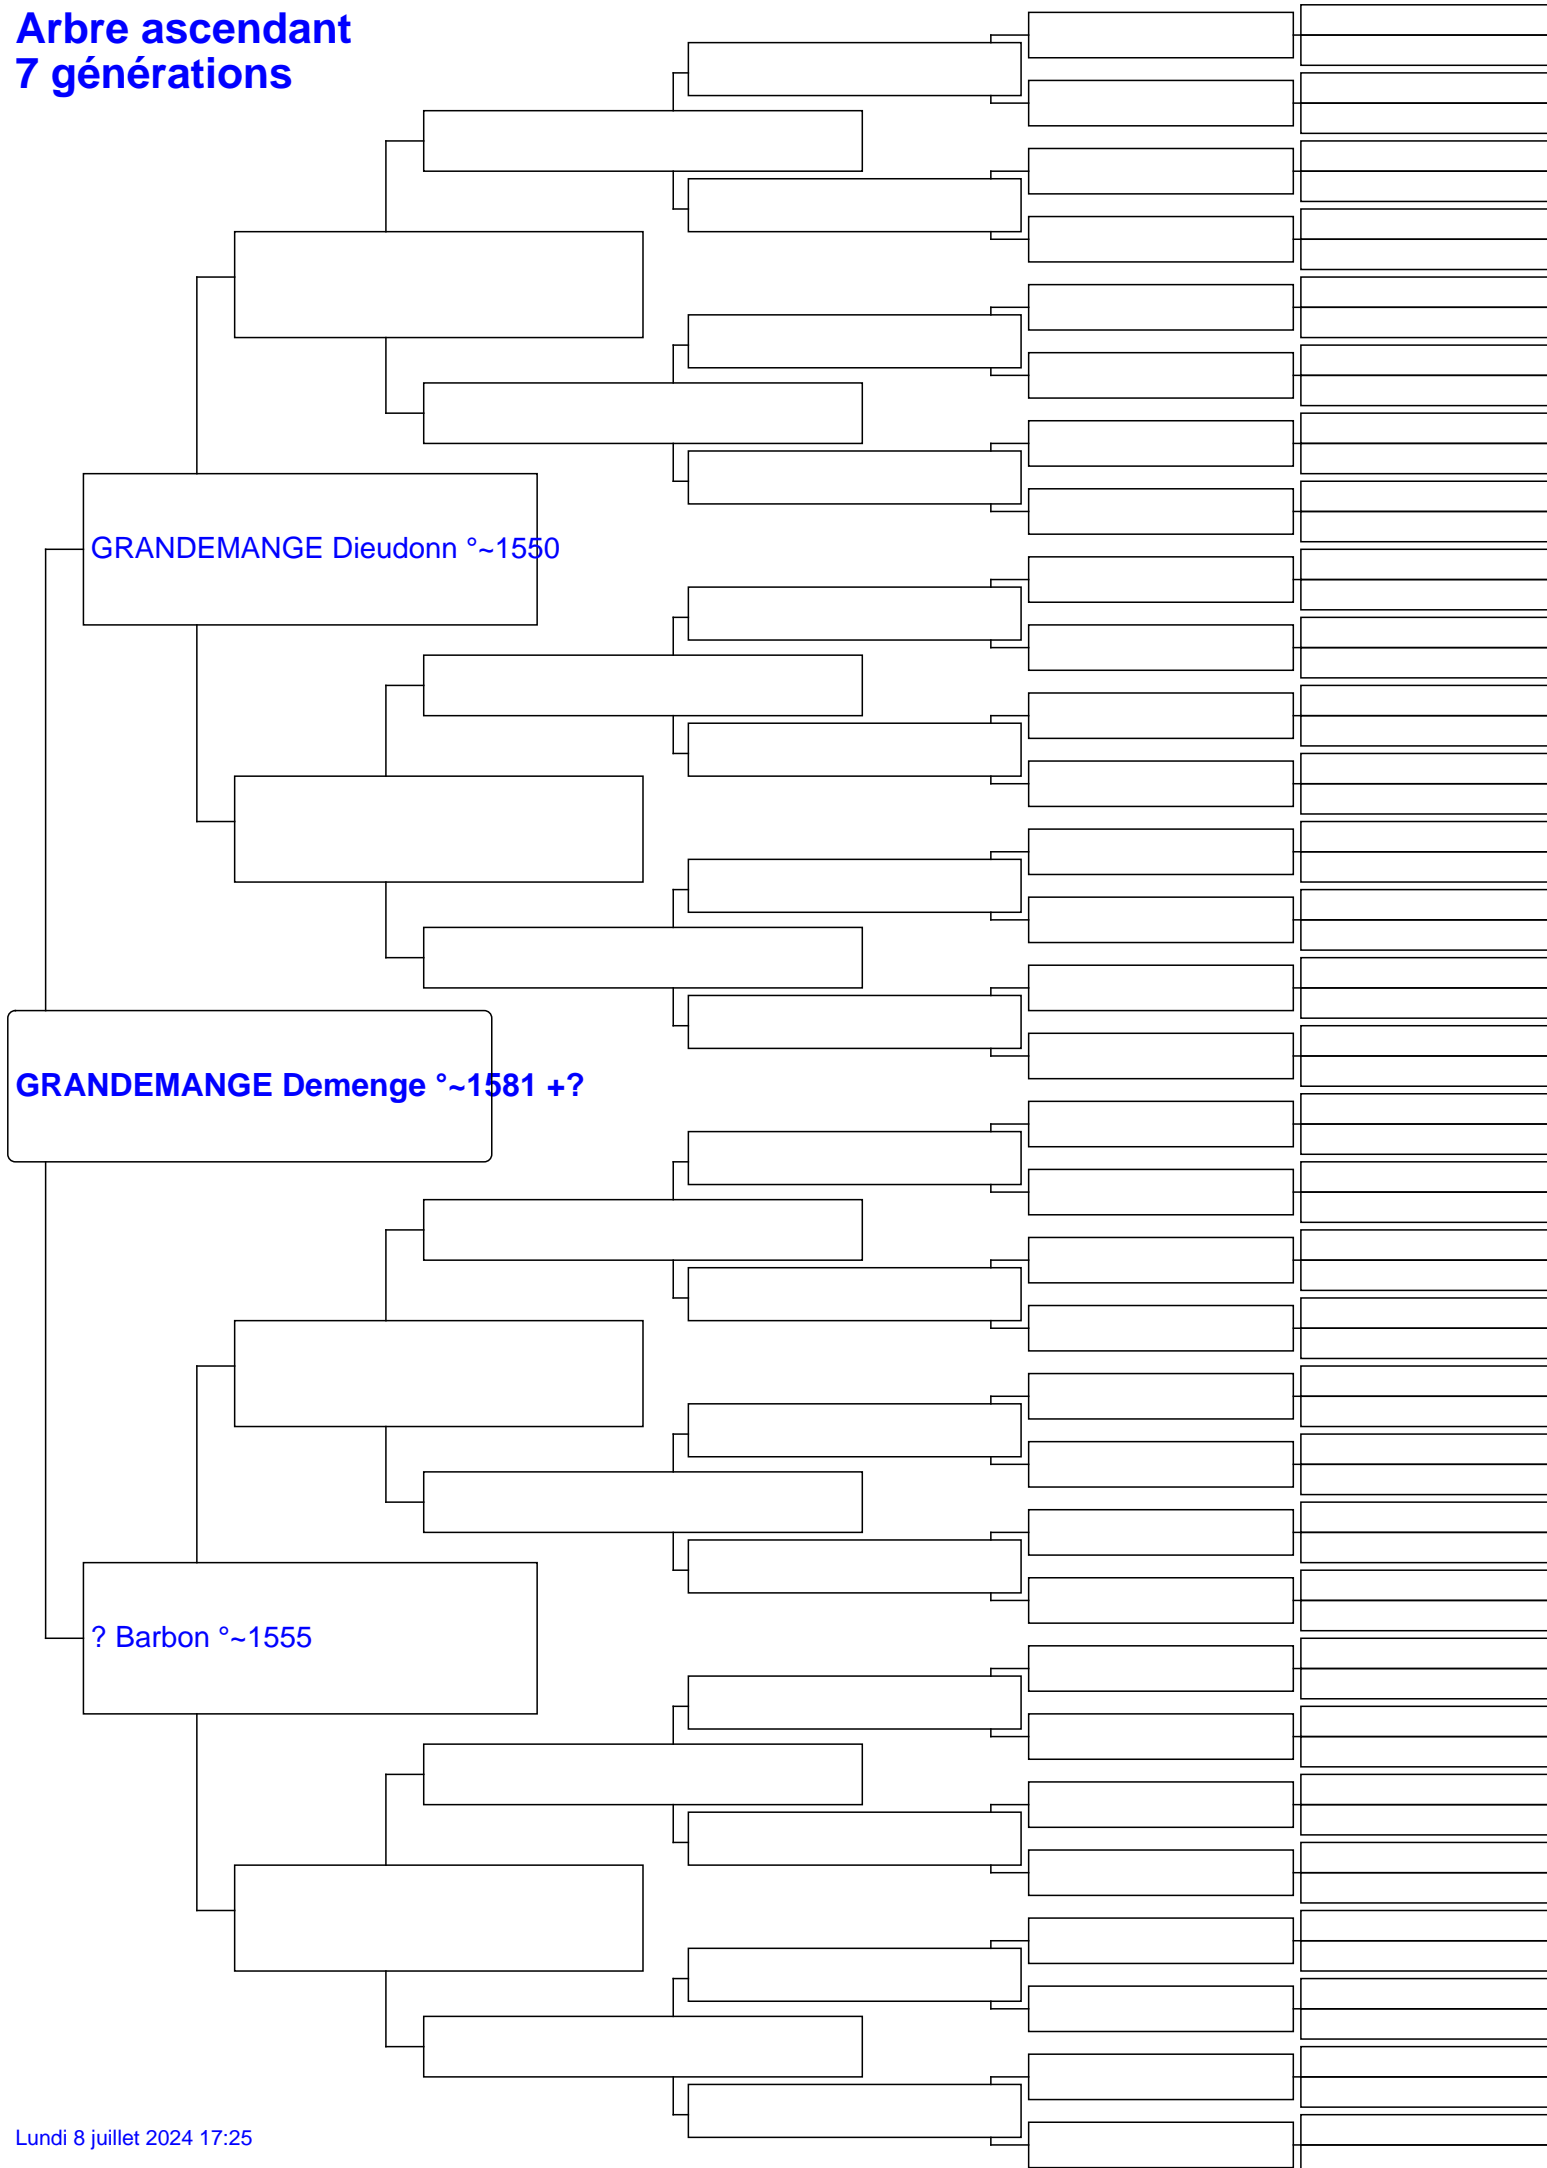 Arbre ascendant
7 générations
GRANDEMANGE Dieudonn °~1550
GRANDEMANGE Demenge °~1581 +?
? Barbon °~1555
Lundi 8 juillet 2024 17:25